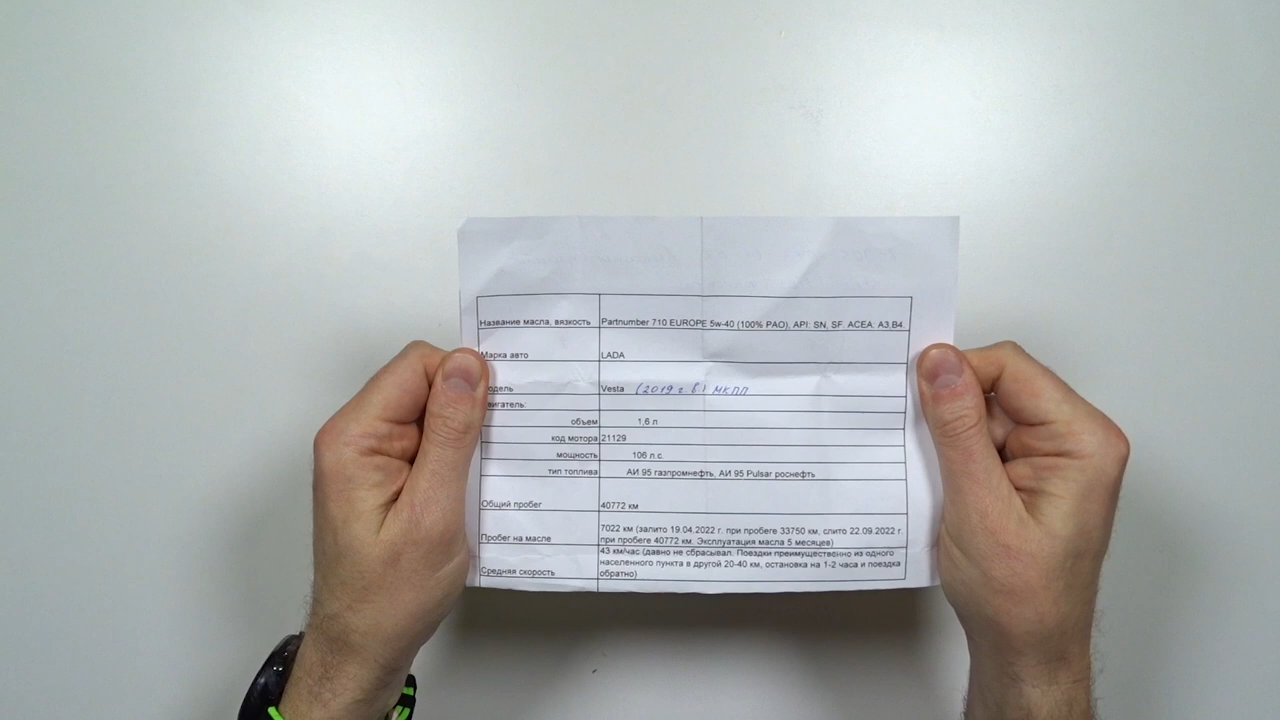 Название масла, вязкость Partnumber 710 EUROPE 5w-40 (100% PAO), API: SN, SF. ACEA: A3,B4.
Марка авто LADA
одель Vesta (2019 г.в) МКПП
вигатель:
объем 1,6 л
код мотора 21129
мощность 106 л.с.
тип топлива АИ 95 газпромнефть, АИ 95 Pulsar роснефть
Общий пробег 40772 км
Пробег на масле 7022 км (залито 19.04.2022 г. при пробеге 33750 км, слито 22.09.2022 г.
при пробеге 40772 км. Эксплуатация масла 5 месяцев)
Средняя скорость 43 км/час (давно не сбрасывал. Поездки преимущественно из одного
населенного пункта в другой 20-40 км, остановка на 1-2 часа и поездка
обратно)